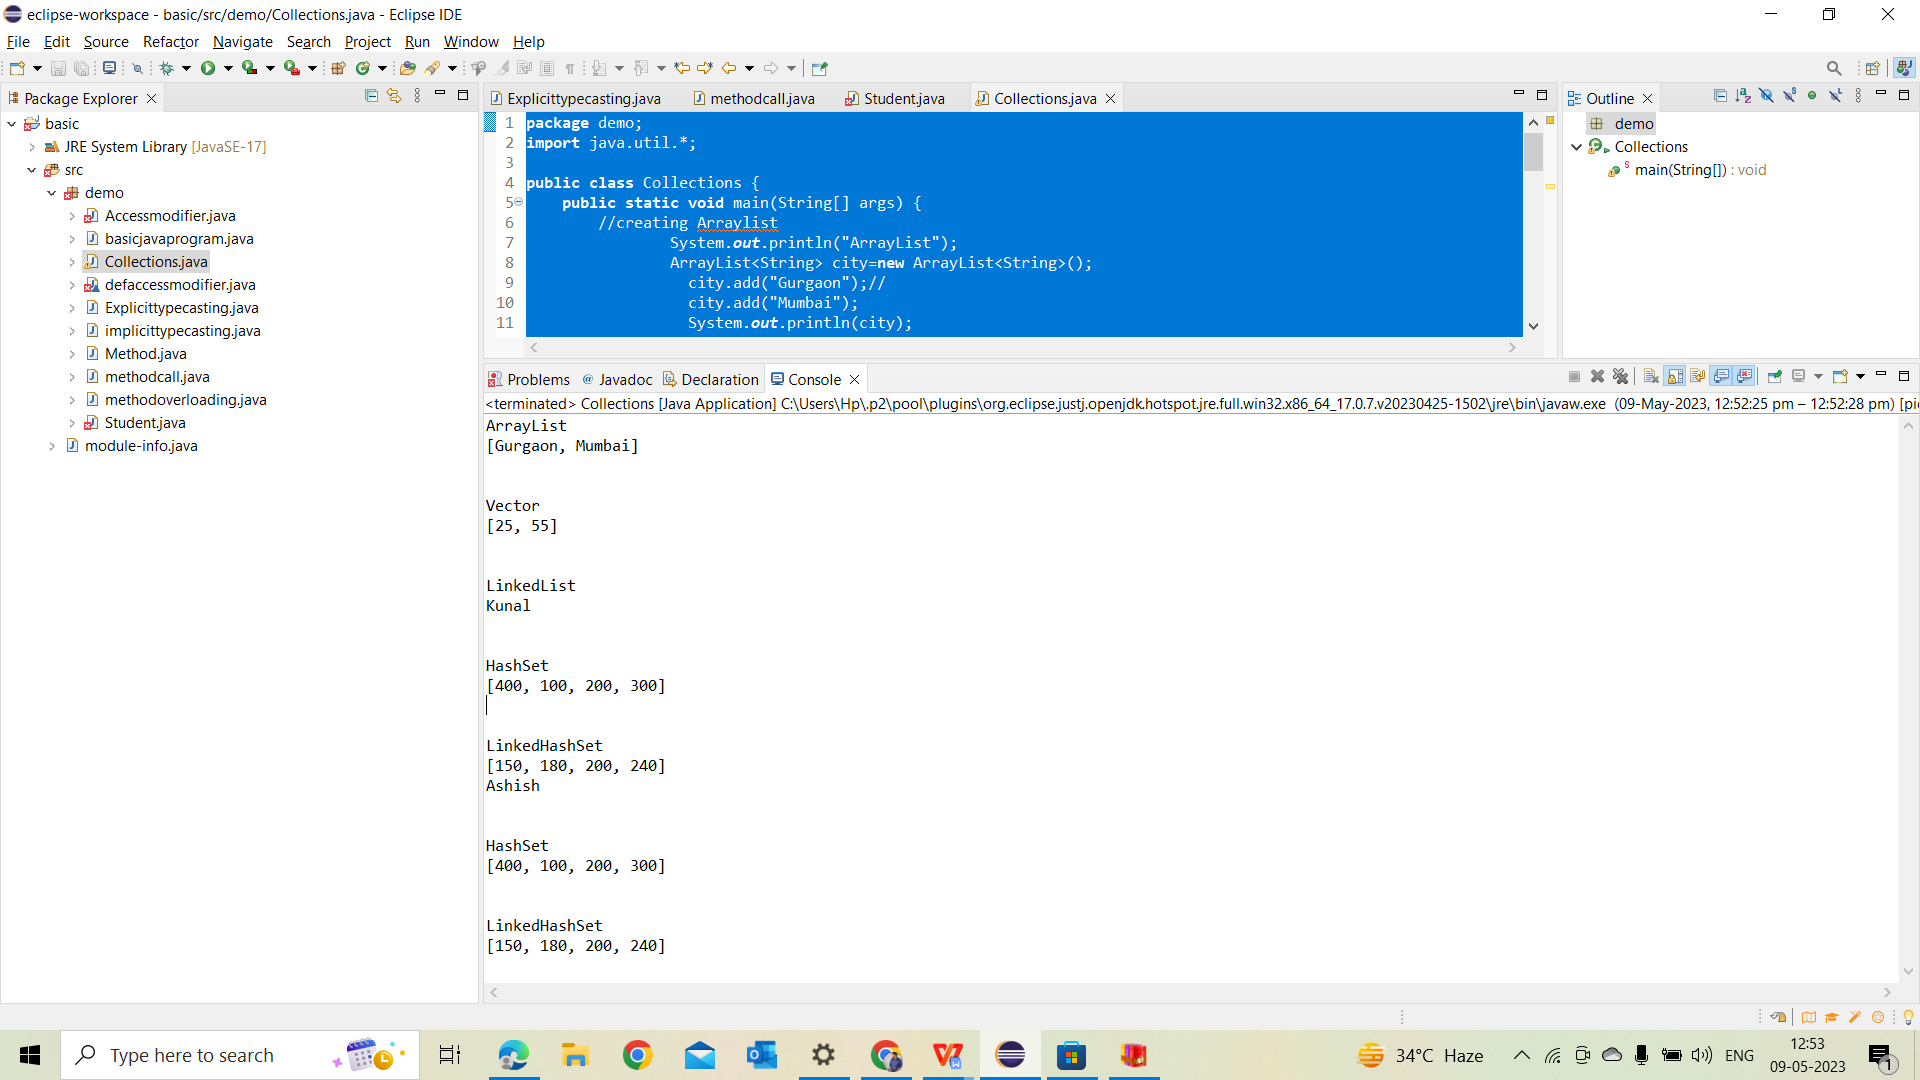 eclipse-workspace - basic/src/demo/Collections.java - Eclipse IDE
File Edit Source Refactor Navigate Search Project Run Window Help
Package Explorer
basic
JRE System Library [JavaSE-17]
src
demo
Accessmodifier.java
basicjavaprogram.java
Collections.java
defaccessmodifier.java
Explicittypecasting.java
implicittypecasting.java
Method.java
methodcall.java
methodoverloading.java
Student.java
module-info.java
Explicittypecasting.java methodcall.java Student.java Collections.java
1 package demo;
2 import java.util.*;
3
4 public class Collections {
5 public static void main(String[] args) {
6 //creating Arraylist
7 System.out.println("ArrayList");
8 ArrayList<String> city=new ArrayList<String>();
9 city.add("Gurgaon");//
10 city.add("Mumbai");
11 System.out.println(city);
Outline
demo
Collections
main(String[]) : void
Problems Javadoc Declaration Console
<terminated> Collections [Java Application] C:\Users\Hp\.p2\pool\plugins\org.eclipse.justj.openjdk.hotspot.jre.full.win32.x86_64_17.0.7.v20230425-1502\jre\bin\javaw.exe (09-May-2023, 12:52:25 pm – 12:52:28 pm) [pi
ArrayList
[Gurgaon, Mumbai]
Vector
[25, 55]
LinkedList
Kunal
HashSet
[400, 100, 200, 300]
LinkedHashSet
[150, 180, 200, 240]
Ashish
HashSet
[400, 100, 200, 300]
LinkedHashSet
[150, 180, 200, 240]
Type here to search
34°C Haze
ENG
12:53
09-05-2023
1